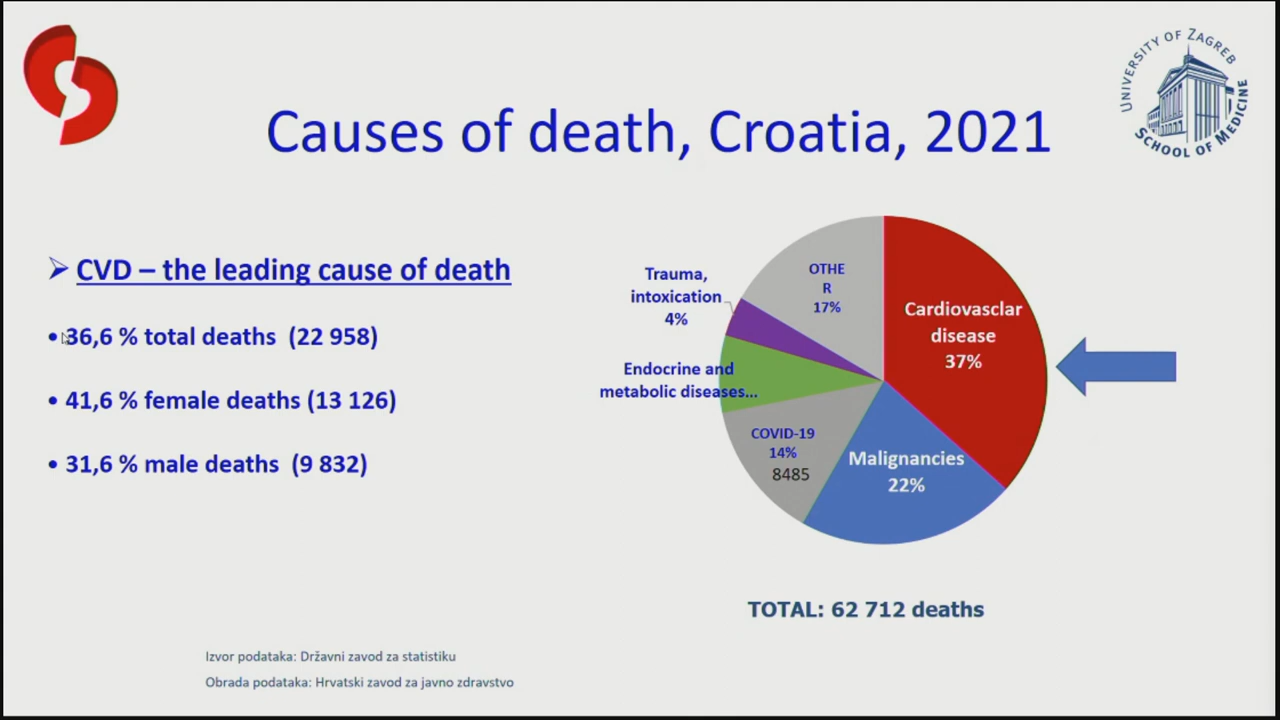 UNIVERSITY OF ZAGREB
SCHOOL OF MEDICINE
Causes of death, Croatia, 2021
➢ CVD – the leading cause of death
• 36,6 % total deaths (22 958)
• 41,6 % female deaths (13 126)
• 31,6 % male deaths (9 832)
Trauma,
intoxication
4%
OTHE
R
17%
Cardiovasclar
disease
37%
Endocrine and
metabolic diseases...
COVID-19
14%
8485
Malignancies
22%
TOTAL: 62 712 deaths
Izvor podataka: Državni zavod za statistiku
Obrada podataka: Hrvatski zavod za javno zdravstvo